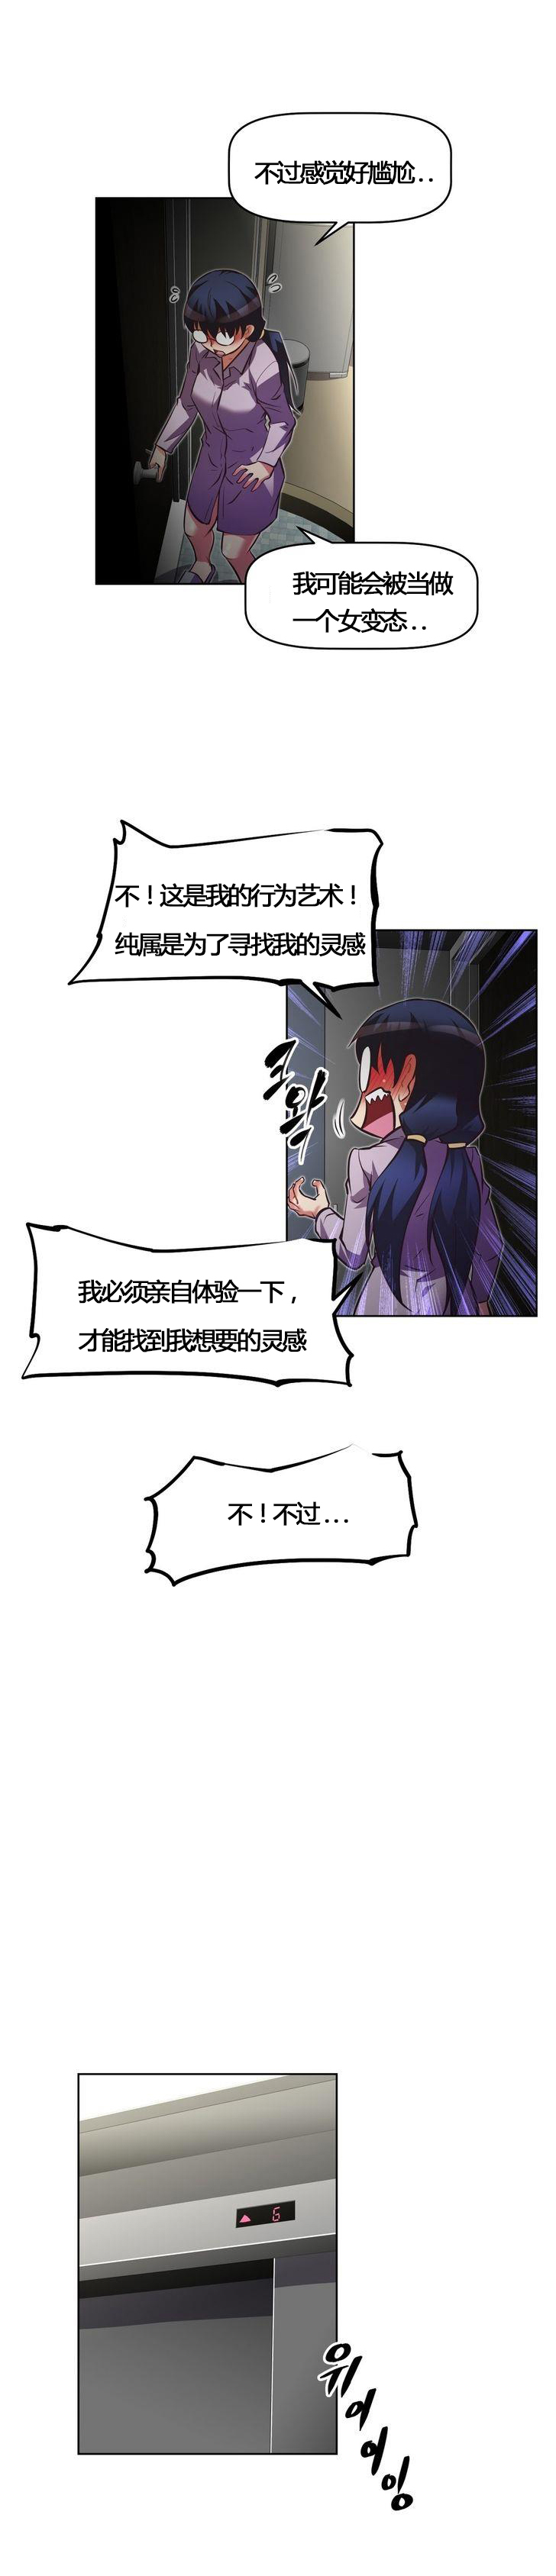 不过感觉好尴尬..
我可能会被当做
一个女变态..
不！这是我的行为艺术！
纯属是为了寻找我的灵感
크왁
我必须亲自体验一下，
才能找到我想要的灵感
不！不过...
6
위이이잉